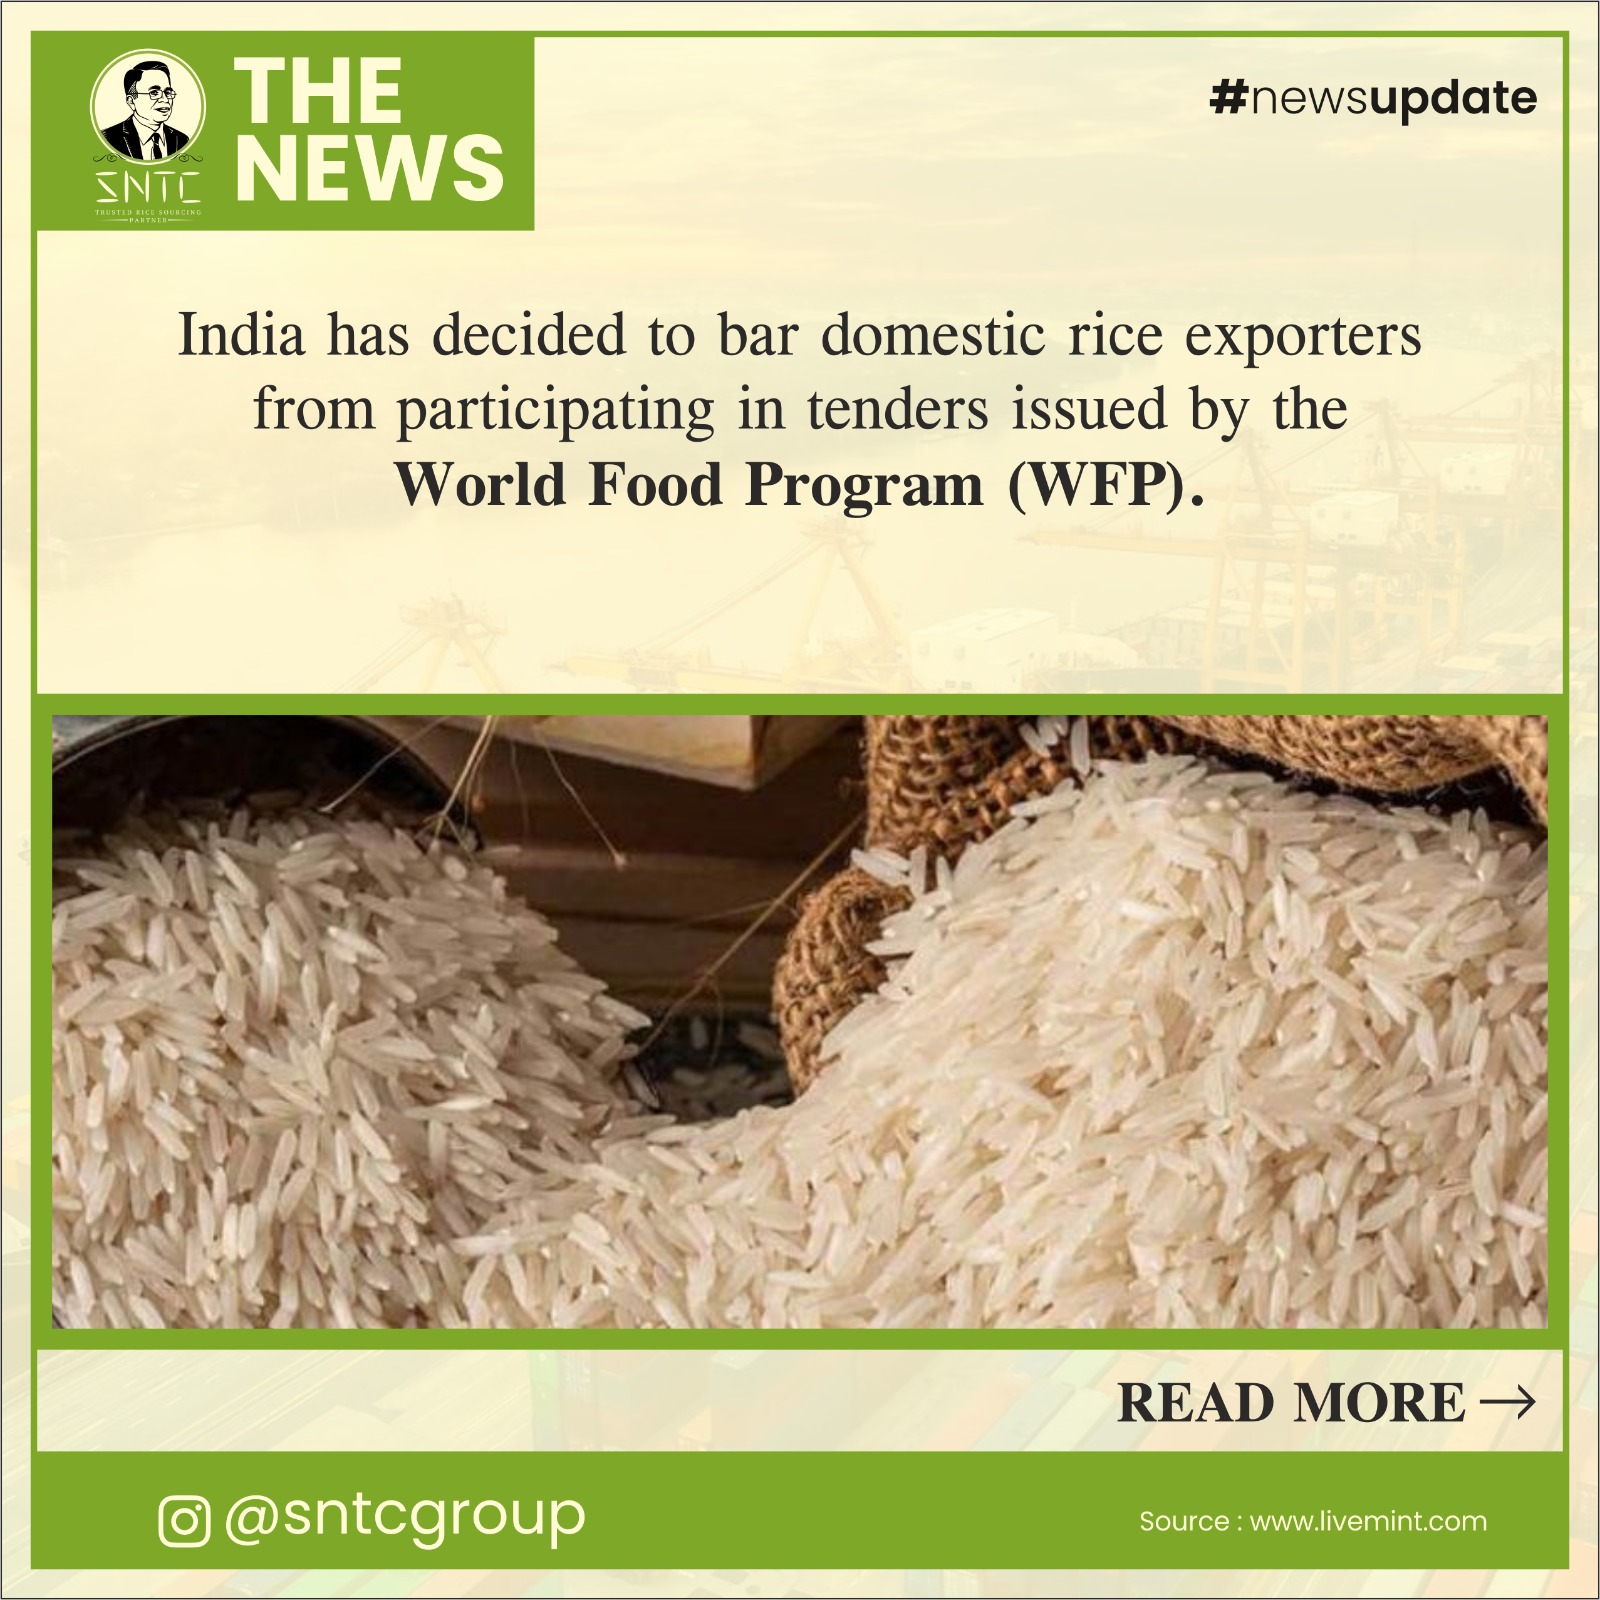 THE
NEWS
SNTC
TRUSTED RICE SOURCING
PARTNER
#newsupdate
India has decided to bar domestic rice exporters
from participating in tenders issued by the
World Food Program (WFP).
READ MORE →
@sntcgroup
Source : www.livemint.com